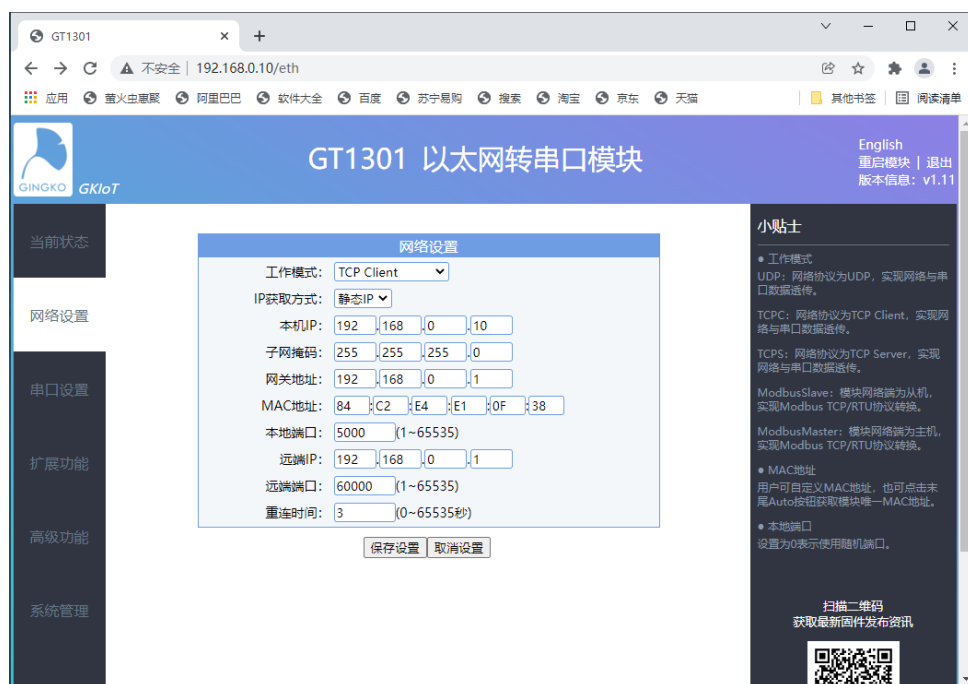 GT1301
不安全 192.168.0.10/eth
应用 萤火虫惠聚 阿里巴巴 软件大全 百度 苏宁易购 搜索 淘宝 京东 天猫 其他书签 阅读清单
GINGKO GKIoT
GT1301 以太网转串口模块
English
重启模块 | 退出
版本信息：v1.11
当前状态
网络设置
串口设置
扩展功能
高级功能
系统管理
网络设置
工作模式： TCP Client
IP获取方式： 静态IP
本机IP： 192 .168 .0 .10
子网掩码： 255 .255 .255 .0
网关地址： 192 .168 .0 .1
MAC地址： 84 :C2 :E4 :E1 :0F :38
本地端口： 5000 (1~65535)
远端IP： 192 .168 .0 .1
远端端口： 60000 (1~65535)
重连时间： 3 (0~65535秒)
保存设置 取消设置
小贴士
● 工作模式
UDP：网络协议为UDP，实现网络与串
口数据透传。
TCPC：网络协议为TCP Client，实现网
络与串口数据透传。
TCPS：网络协议为TCP Server，实现
网络与串口数据透传。
ModbusSlave：模块网络端为从机，
实现Modbus TCP/RTU协议转换。
ModbusMaster：模块网络端为主机，
实现Modbus TCP/RTU协议转换。
● MAC地址
用户可自定义MAC地址，也可点击末
尾Auto按钮获取模块唯一MAC地址。
● 本地端口
设置为0表示使用随机端口。
扫描二维码
获取最新固件发布资讯